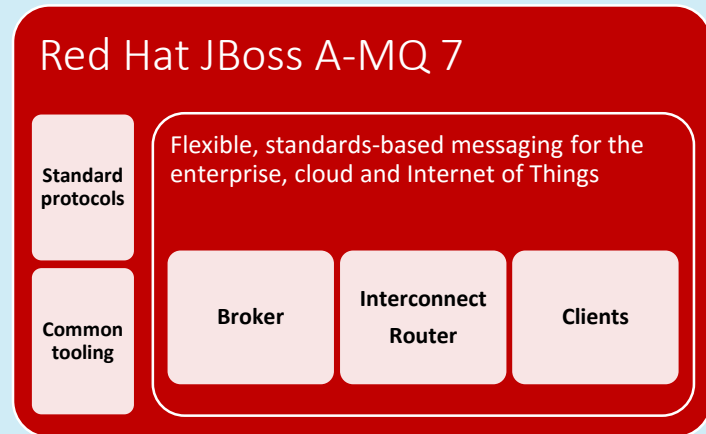 Red Hat JBoss A-MQ 7
Standard
protocols
Common
tooling
Flexible, standards-based messaging for the
enterprise, cloud and Internet of Things
Broker
Interconnect
Router
Clients